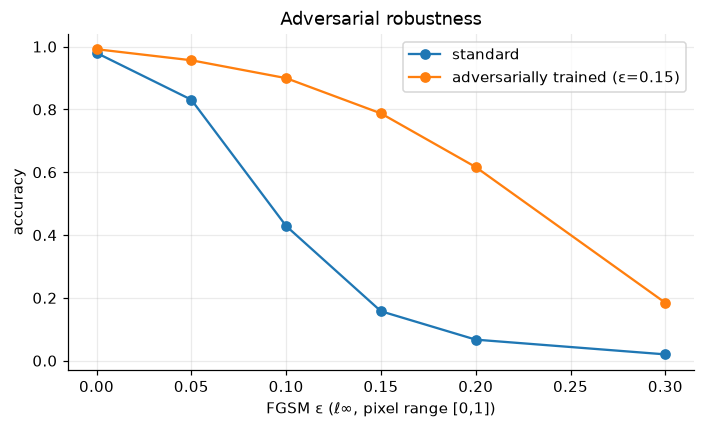 Adversarial robustness
standard
adversarially trained (ε=0.15)
accuracy
1.0
0.8
0.6
0.4
0.2
0.0
0.00 0.05 0.10 0.15 0.20 0.25 0.30
FGSM ε (ℓ∞, pixel range [0,1])